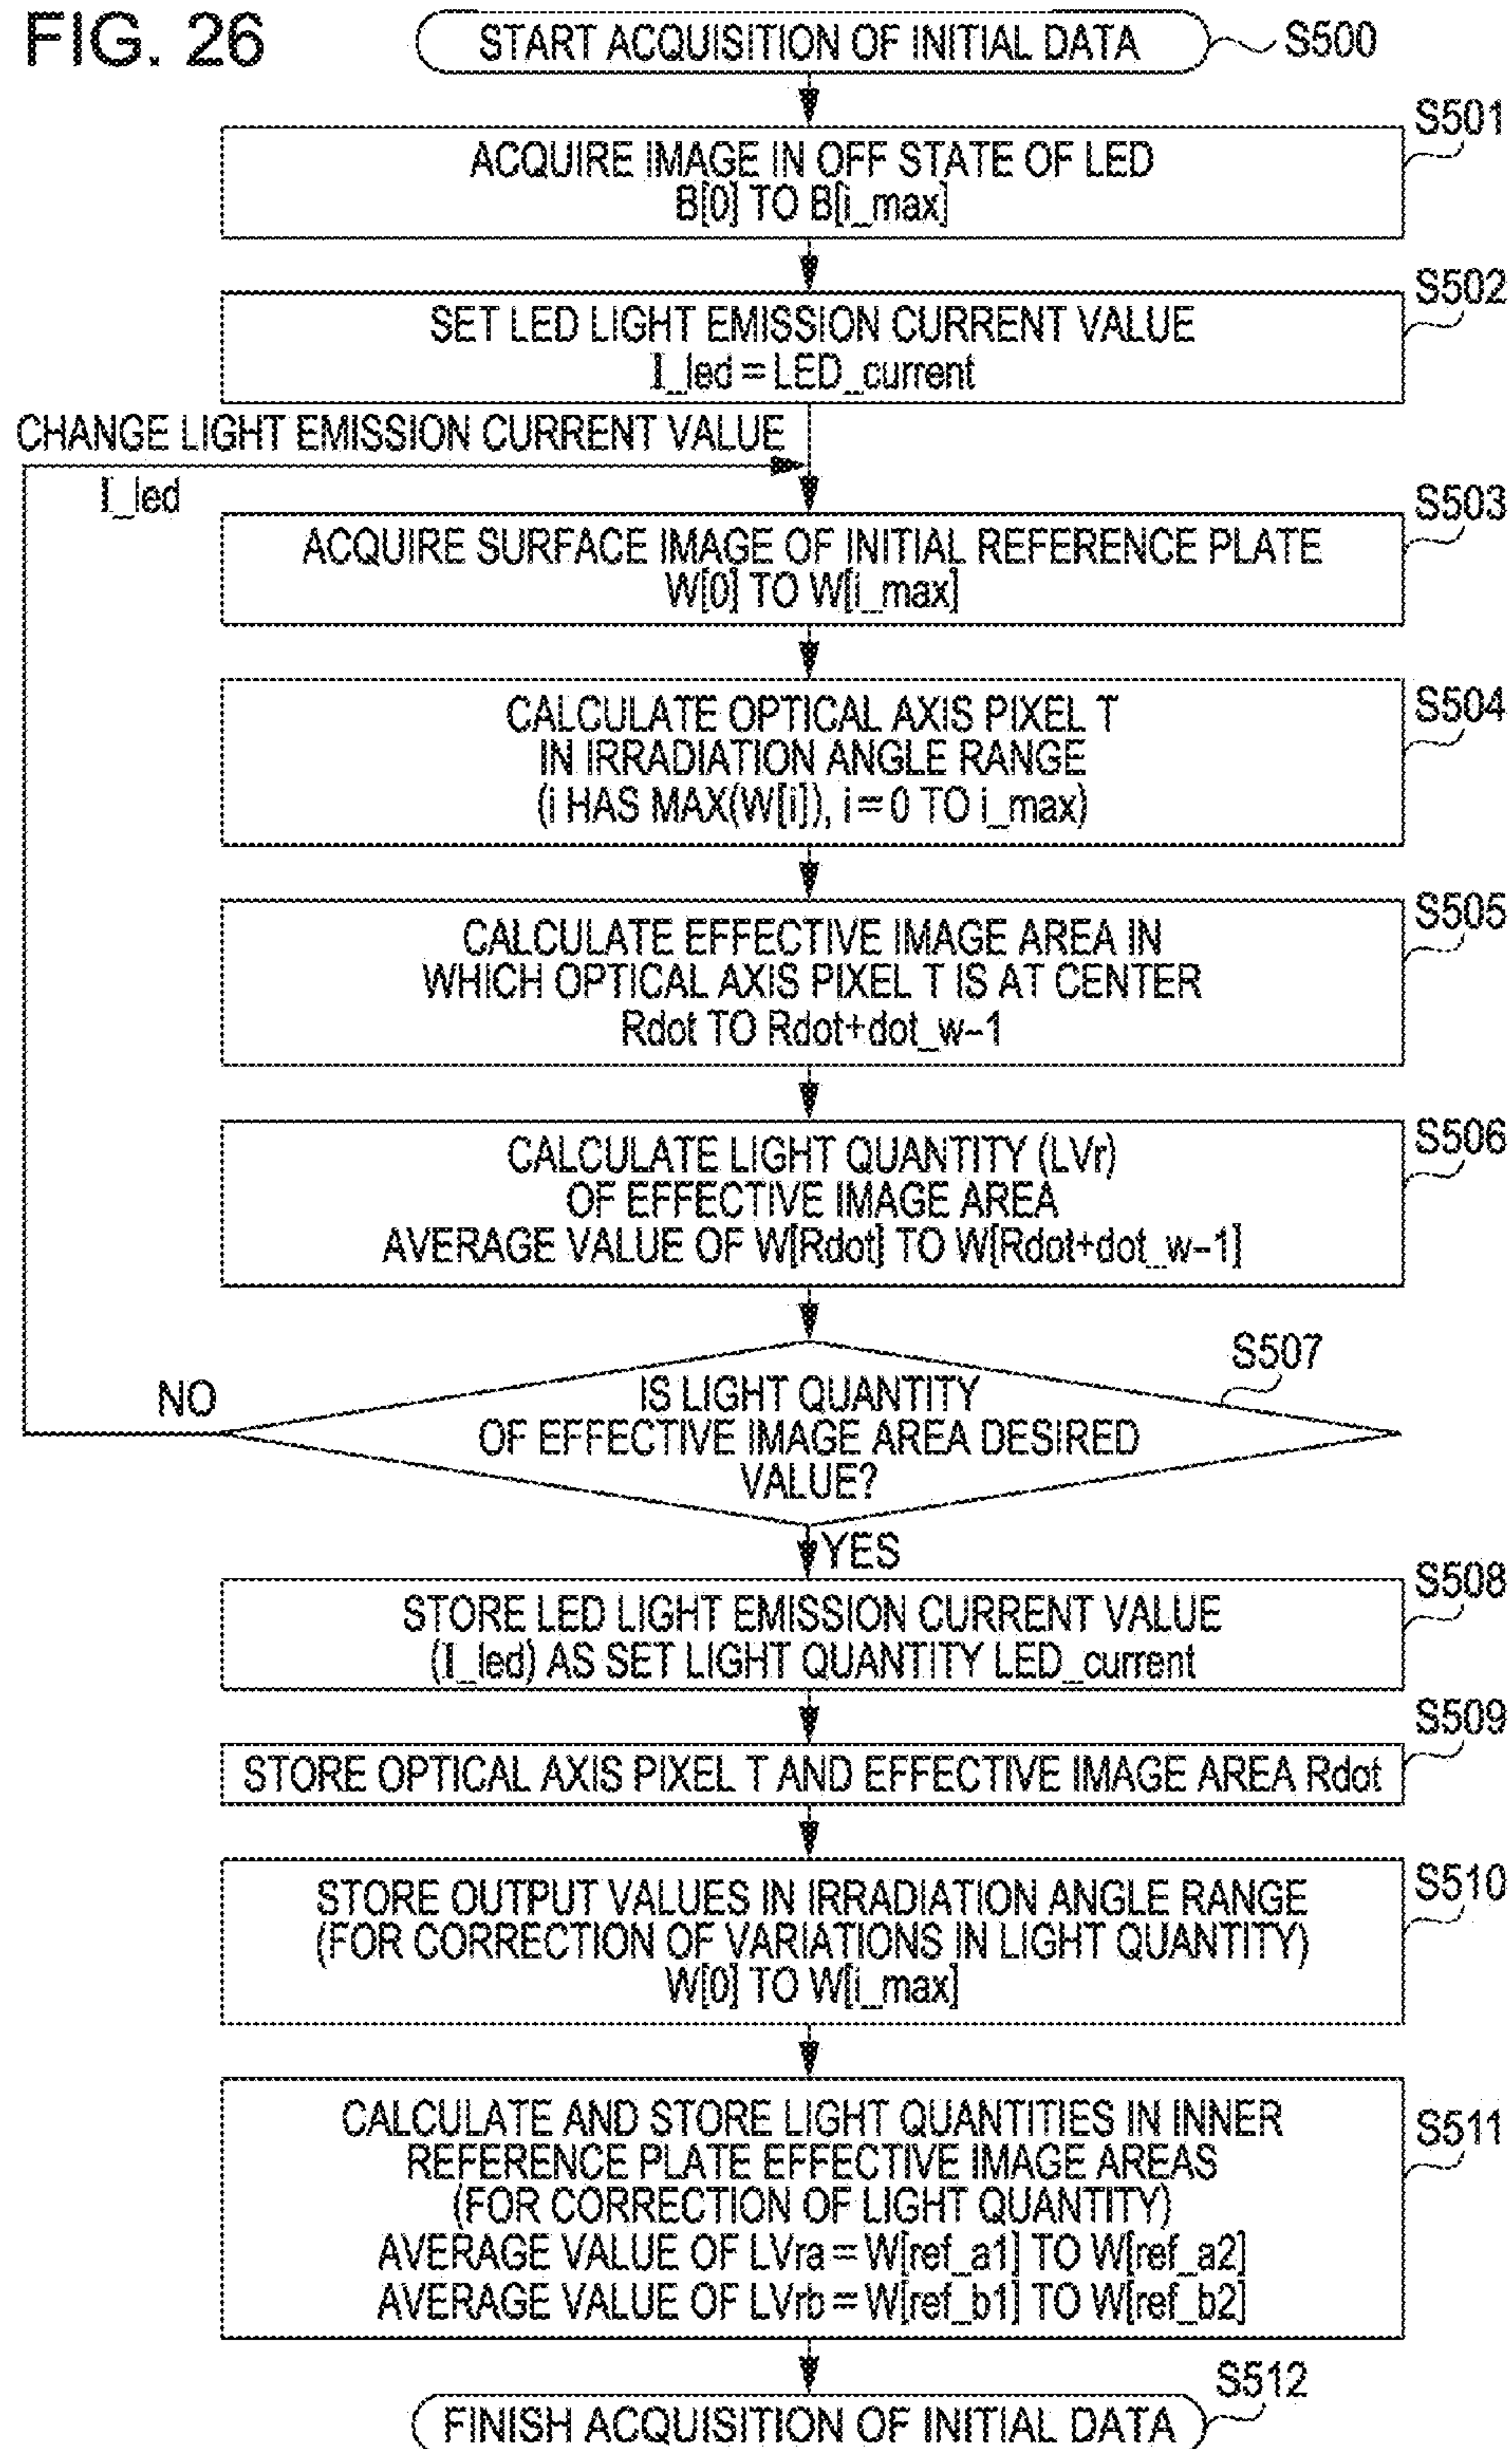 FIG. 26
START ACQUISITION OF INITIAL DATA
S500
S501
ACQUIRE IMAGE IN OFF STATE OF LED
B[0] TO B[i_max]
S502
SET LED LIGHT EMISSION CURRENT VALUE
I_led = LED_current
CHANGE LIGHT EMISSION CURRENT VALUE
I_led
S503
ACQUIRE SURFACE IMAGE OF INITIAL REFERENCE PLATE
W[0] TO W[i_max]
S504
CALCULATE OPTICAL AXIS PIXEL T
IN IRRADIATION ANGLE RANGE
(i HAS MAX(W[i]), i = 0 TO i_max)
S505
CALCULATE EFFECTIVE IMAGE AREA IN
WHICH OPTICAL AXIS PIXEL T IS AT CENTER
Rdot TO Rdot+dot_w-1
S506
CALCULATE LIGHT QUANTITY (LVr)
OF EFFECTIVE IMAGE AREA
AVERAGE VALUE OF W[Rdot] TO W[Rdot+dot_w-1]
S507
NO
IS LIGHT QUANTITY
OF EFFECTIVE IMAGE AREA DESIRED
VALUE?
YES
S508
STORE LED LIGHT EMISSION CURRENT VALUE
(I_led) AS SET LIGHT QUANTITY LED_current
S509
STORE OPTICAL AXIS PIXEL T AND EFFECTIVE IMAGE AREA Rdot
S510
STORE OUTPUT VALUES IN IRRADIATION ANGLE RANGE
(FOR CORRECTION OF VARIATIONS IN LIGHT QUANTITY)
W[0] TO W[i_max]
S511
CALCULATE AND STORE LIGHT QUANTITIES IN INNER
REFERENCE PLATE EFFECTIVE IMAGE AREAS
(FOR CORRECTION OF LIGHT QUANTITY)
AVERAGE VALUE OF LVra = W[ref_a1] TO W[ref_a2]
AVERAGE VALUE OF LVrb = W[ref_b1] TO W[ref_b2]
S512
FINISH ACQUISITION OF INITIAL DATA